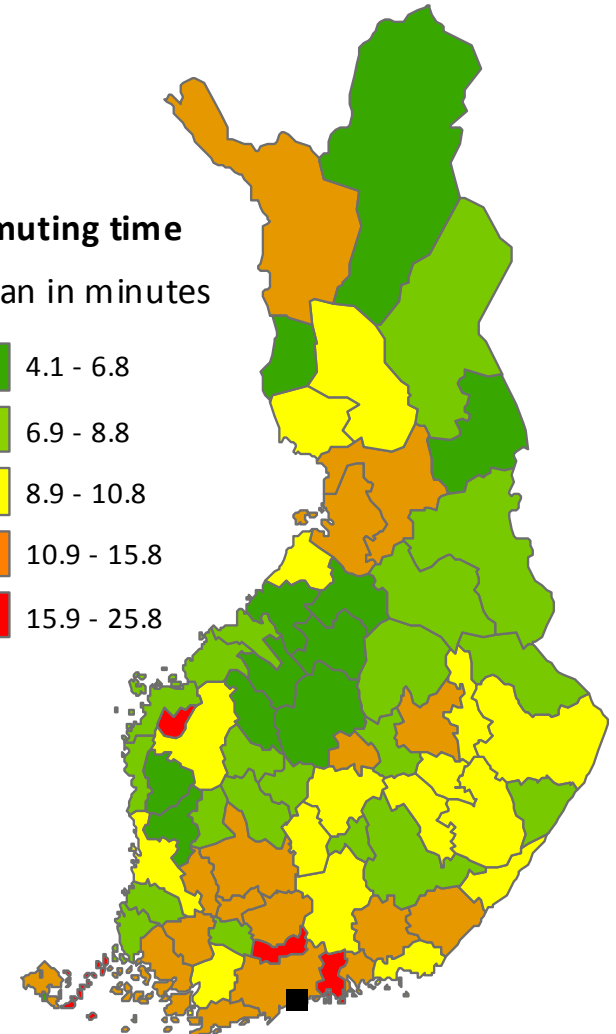 muting time
an in minutes
4.1 - 6.8
6.9 - 8.8
8.9 - 10.8
10.9 - 15.8
15.9 - 25.8